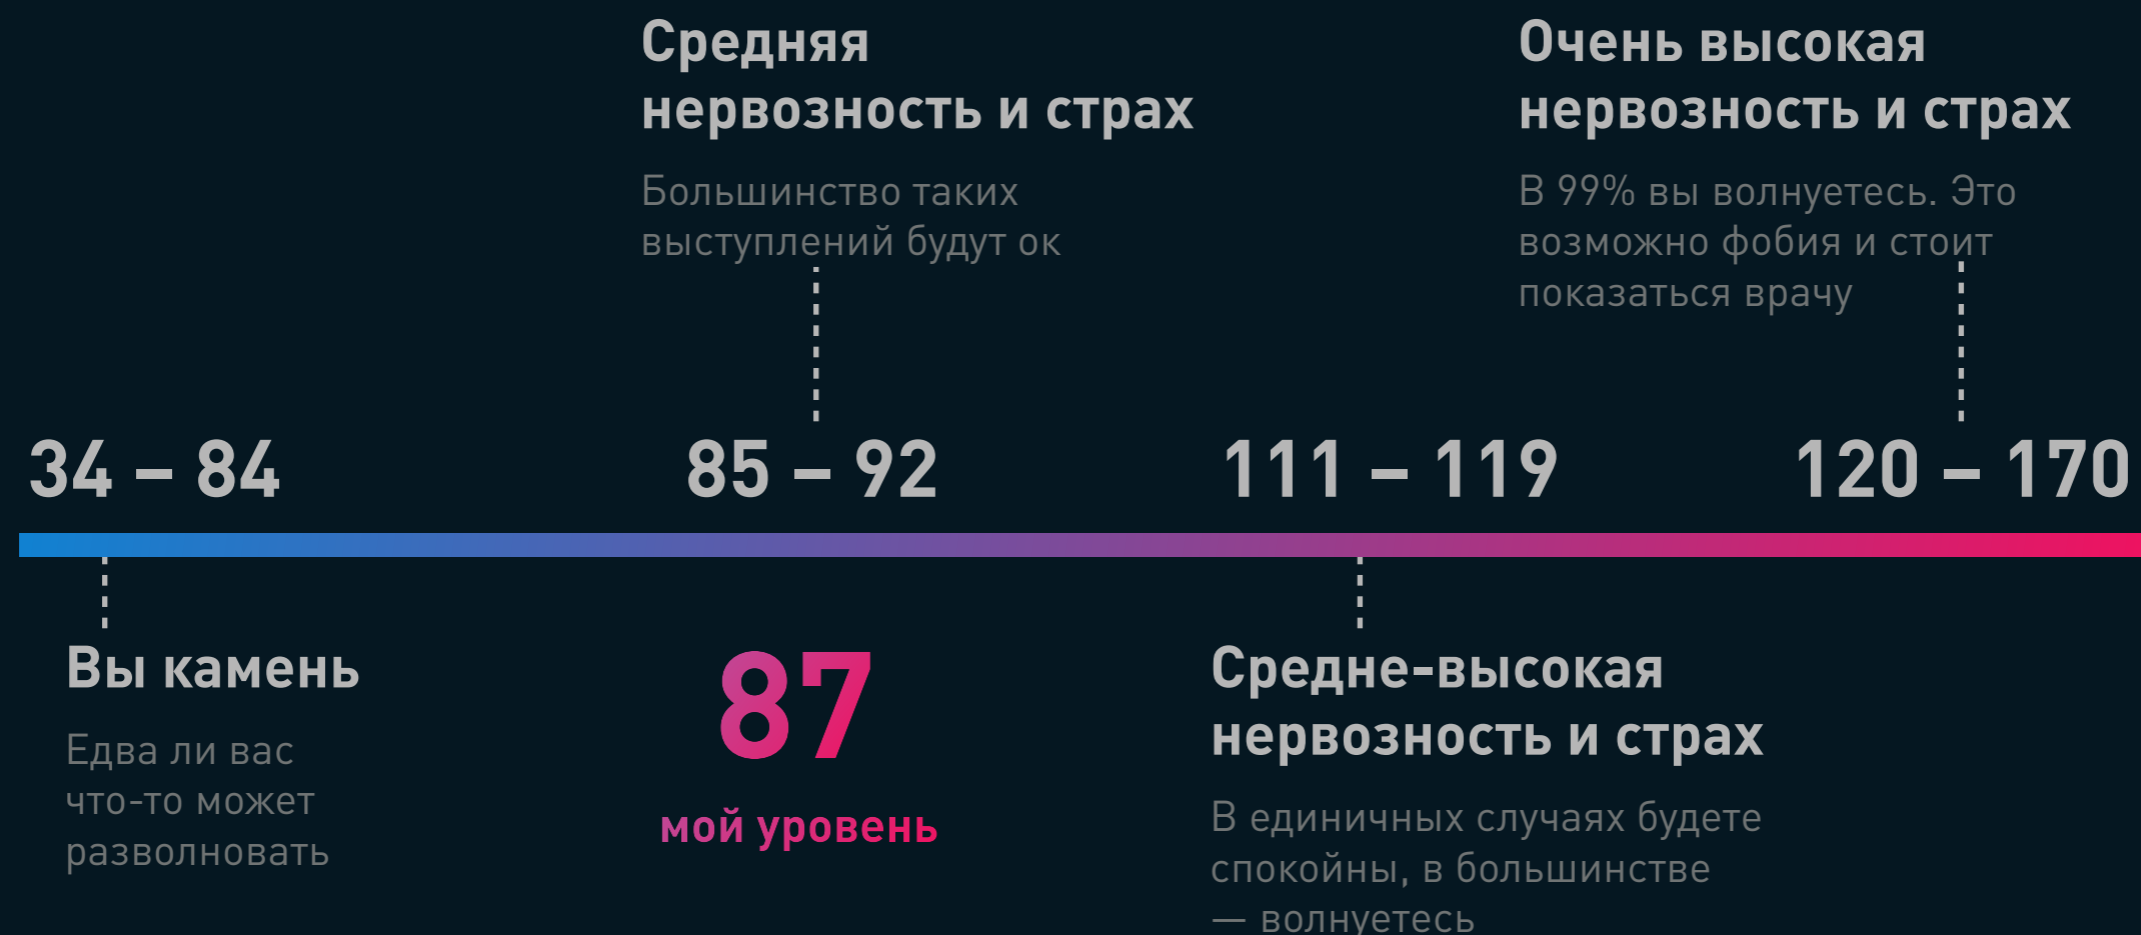 Средняя
нервозность и страх
Большинство таких
выступлений будут ок
Очень высокая
нервозность и страх
В 99% вы волнуетесь. Это
возможно фобия и стоит
показаться врачу
34 – 84
85 – 92
111 – 119
120 – 170
Вы камень
Едва ли вас
что-то может
разволновать
87
мой уровень
Средне-высокая
нервозность и страх
В единичных случаях будете
спокойны, в большинстве
— волнуетесь